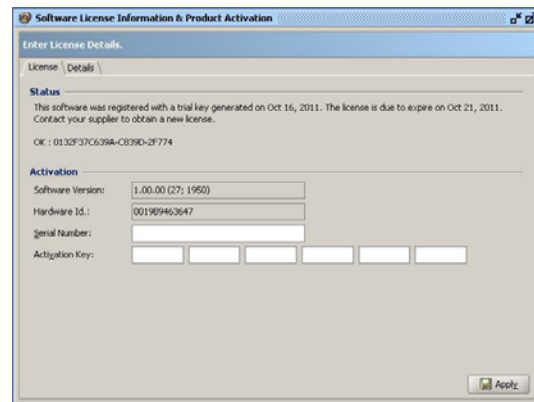 Software License Information & Product Activation
Enter License Details.
License
Details
Status
This software was registered with a trial key generated on Oct 16, 2011. The license is due to expire on Oct 21, 2011.
Contact your supplier to obtain a new license.
OK : 0132F37C639A-C839D-2F774
Activation
Software Version:
1.00.00 (27; 1950)
Hardware Id.:
001989463647
Serial Number:
Activation Key:
Apply